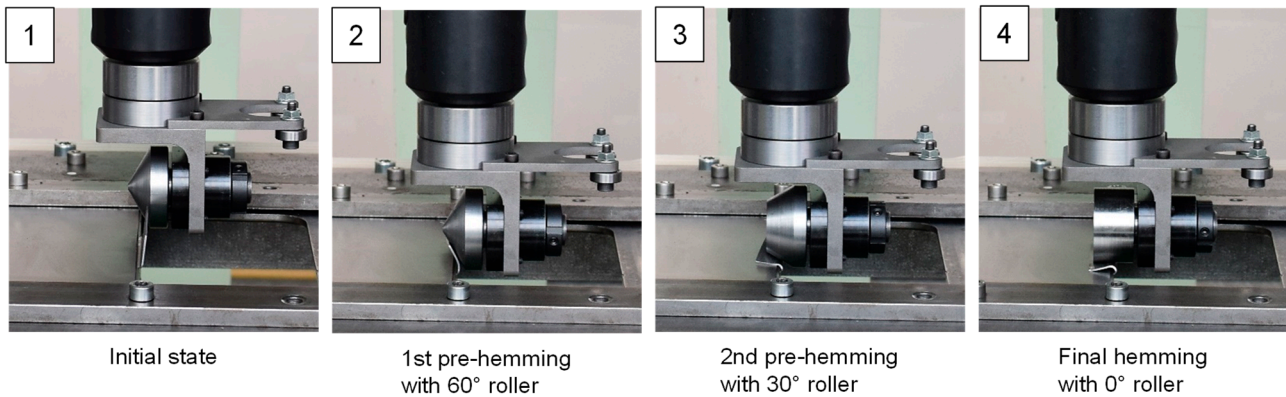 1
2
3
4
Initial state
1st pre-hemming
with 60° roller
2nd pre-hemming
with 30° roller
Final hemming
with 0° roller